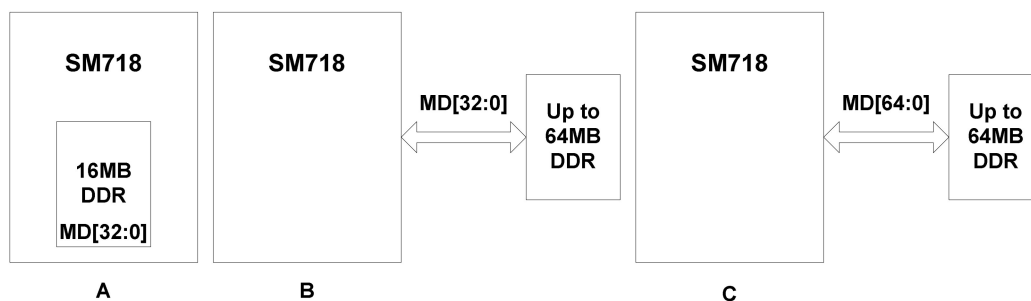 SM718
16MB
DDR
MD[32:0]
A
SM718
MD[32:0]
Up to
64MB
DDR
B
SM718
MD[64:0]
Up to
64MB
DDR
C